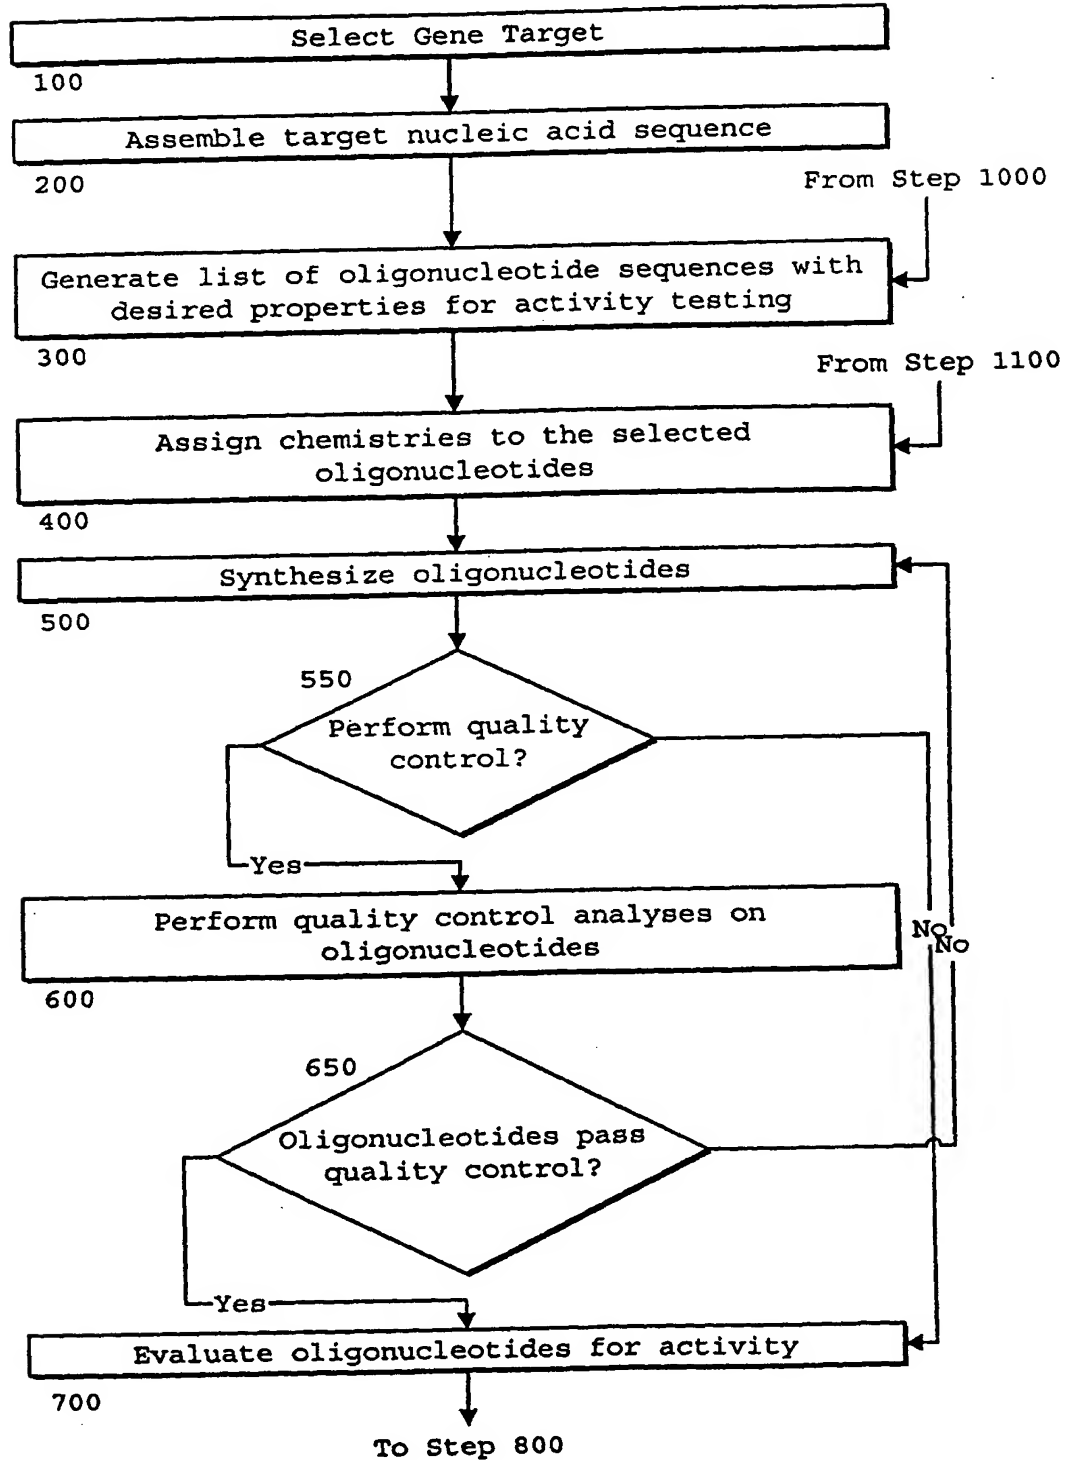 Select Gene Target
100
Assemble target nucleic acid sequence
200
From Step 1000
Generate list of oligonucleotide sequences with
desired properties for activity testing
300
From Step 1100
Assign chemistries to the selected
oligonucleotides
400
Synthesize oligonucleotides
500
550
Perform quality
control?
Yes
Perform quality control analyses on
oligonucleotides
No
No
600
650
Oligonucleotides pass
quality control?
Yes
Evaluate oligonucleotides for activity
700
To Step 800